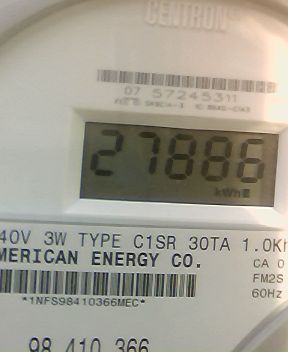 CENTRON
07 57245311
27886
kWh
40V 3W TYPE C1SR 30TA 1.0Kh
MERICAN ENERGY CO.
CA 0
FM2S
60Hz
*1NFS98410366MEC*
98 410 366